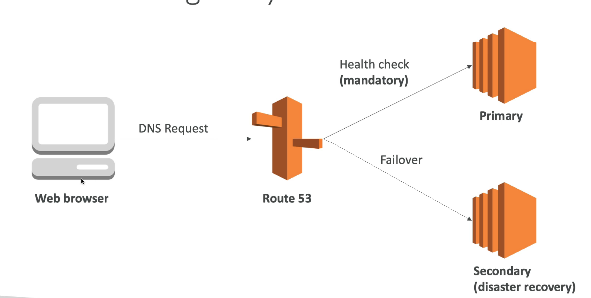 Health check
(mandatory)
Primary
DNS Request
Failover
Web browser
Route 53
Secondary
(disaster recovery)